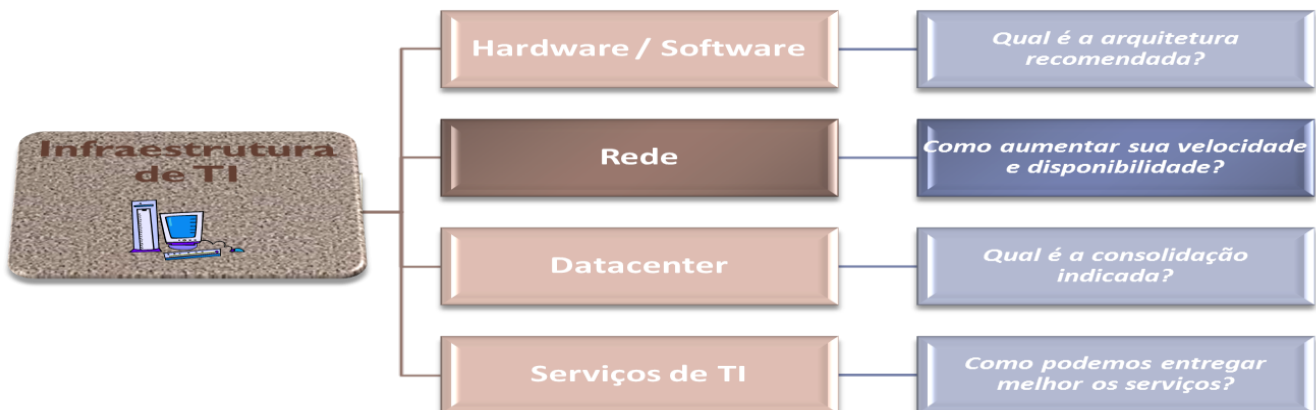 Infraestrutura
de TI
Hardware / Software
Qual é a arquitetura
recomendada?
Rede
Como aumentar sua velocidade
e disponibilidade?
Datacenter
Qual é a consolidação
indicada?
Serviços de TI
Como podemos entregar
melhor os serviços?